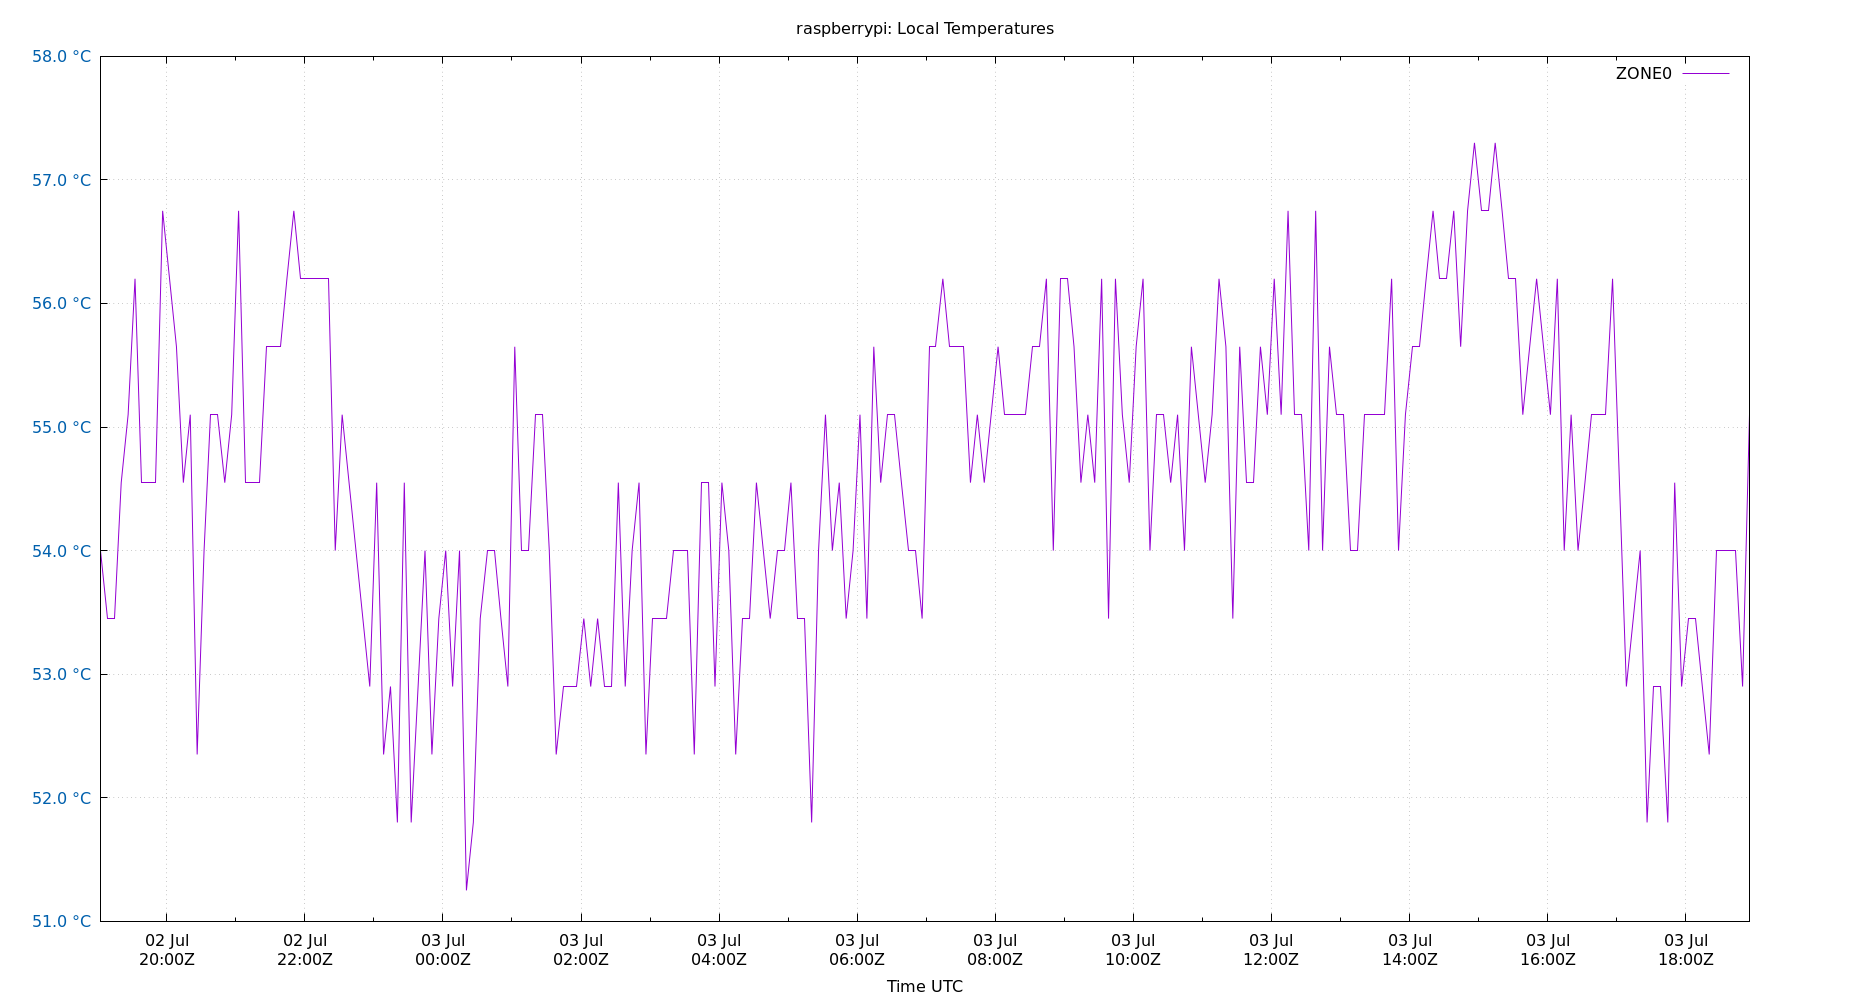 raspberrypi: Local Temperatures
ZONE0
58.0 °C
57.0 °C
56.0 °C
55.0 °C
54.0 °C
53.0 °C
52.0 °C
51.0 °C
02 Jul 02 Jul 03 Jul 03 Jul 03 Jul 03 Jul 03 Jul 03 Jul 03 Jul 03 Jul 03 Jul 03 Jul
20:00Z 22:00Z 00:00Z 02:00Z 04:00Z 06:00Z 08:00Z 10:00Z 12:00Z 14:00Z 16:00Z 18:00Z
Time UTC